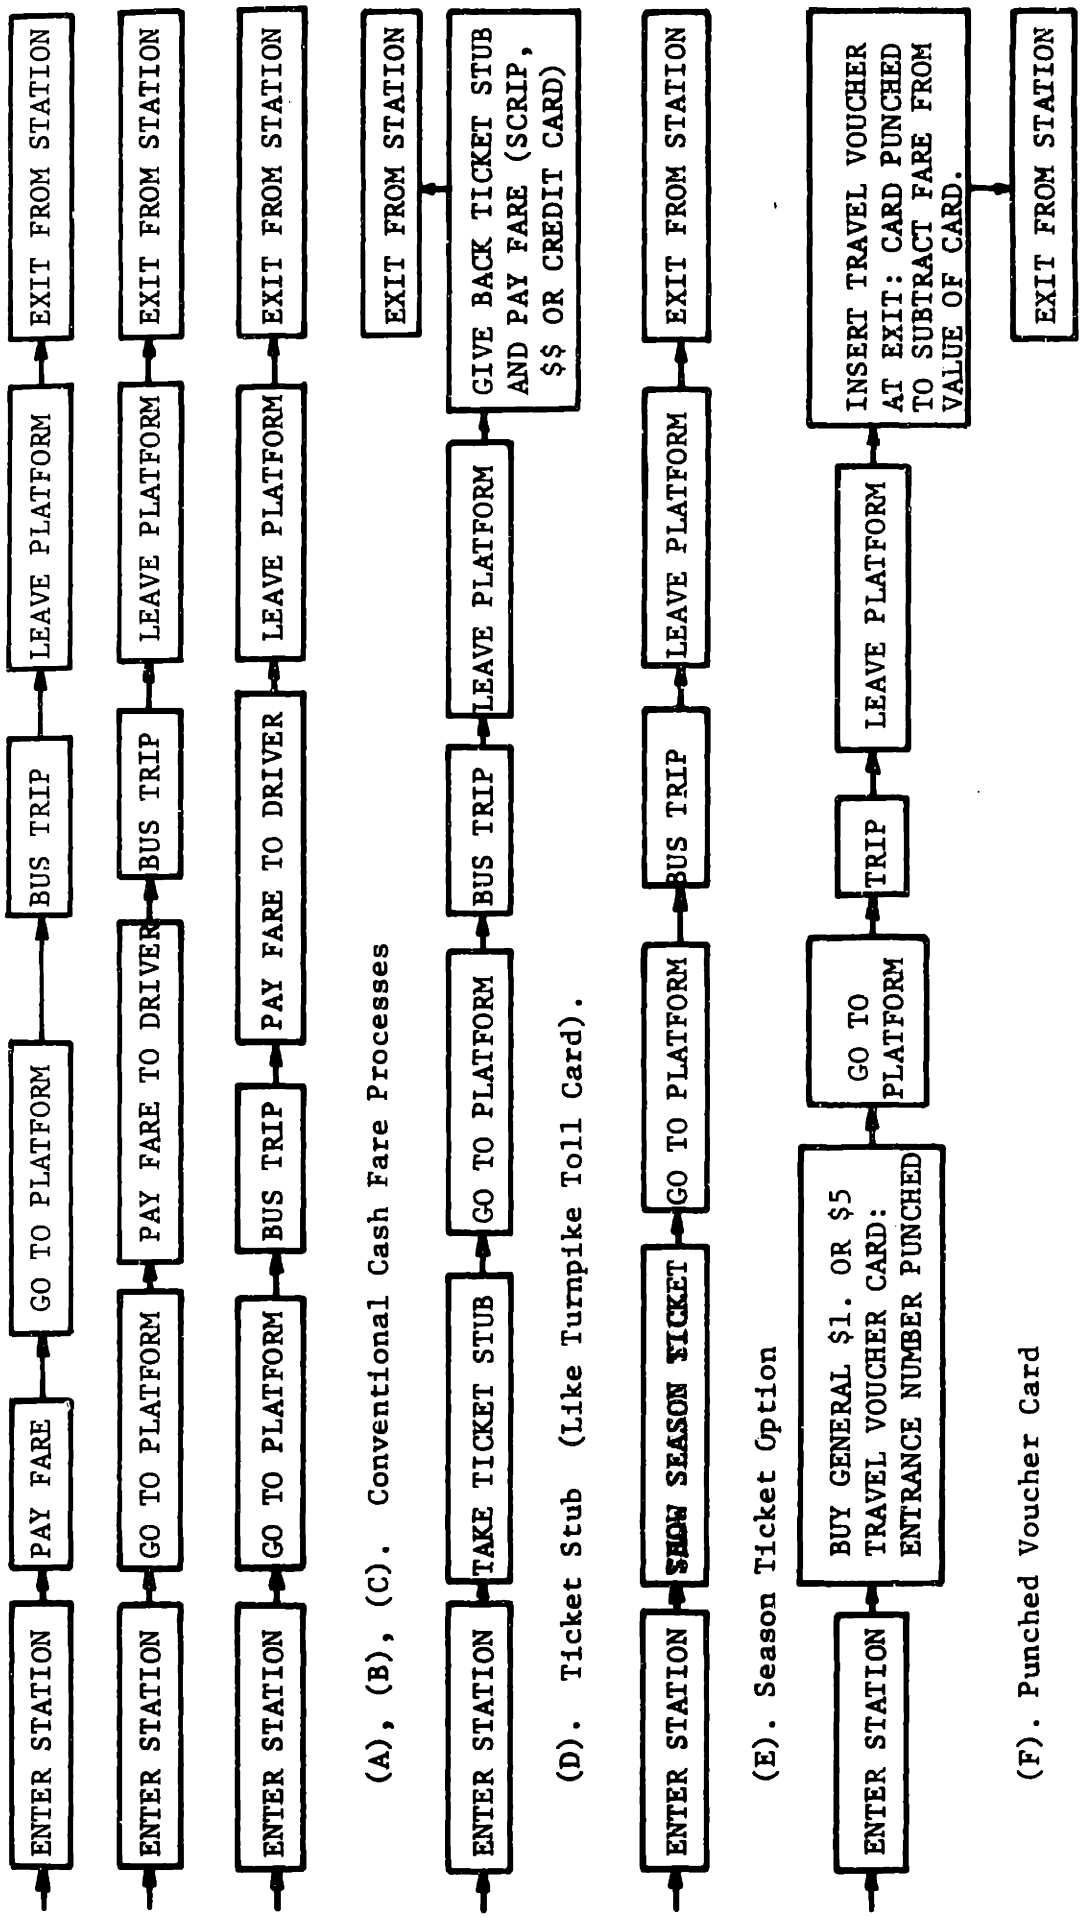 ENTER STATION
PAY FARE
GO TO PLATFORM
BUS TRIP
LEAVE PLATFORM
EXIT FROM STATION
ENTER STATION
GO TO PLATFORM
PAY FARE TO DRIVER
BUS TRIP
LEAVE PLATFORM
EXIT FROM STATION
ENTER STATION
GO TO PLATFORM
BUS TRIP
PAY FARE TO DRIVER
LEAVE PLATFORM
EXIT FROM STATION
(A), (B), (C). Conventional Cash Fare Processes
ENTER STATION
TAKE TICKET STUB
GO TO PLATFORM
BUS TRIP
LEAVE PLATFORM
GIVE BACK TICKET STUB
AND PAY FARE (SCRIP,
$$ OR CREDIT CARD)
EXIT FROM STATION
(D). Ticket Stub (Like Turnpike Toll Card).
ENTER STATION
SHOW SEASON TICKET
GO TO PLATFORM
BUS TRIP
LEAVE PLATFORM
EXIT FROM STATION
(E). Season Ticket Option
ENTER STATION
BUY GENERAL $1. OR $5
TRAVEL VOUCHER CARD:
ENTRANCE NUMBER PUNCHED
GO TO
PLATFORM
TRIP
LEAVE PLATFORM
INSERT TRAVEL VOUCHER
AT EXIT: CARD PUNCHED
TO SUBTRACT FARE FROM
VALUE OF CARD.
EXIT FROM STATION
(F). Punched Voucher Card